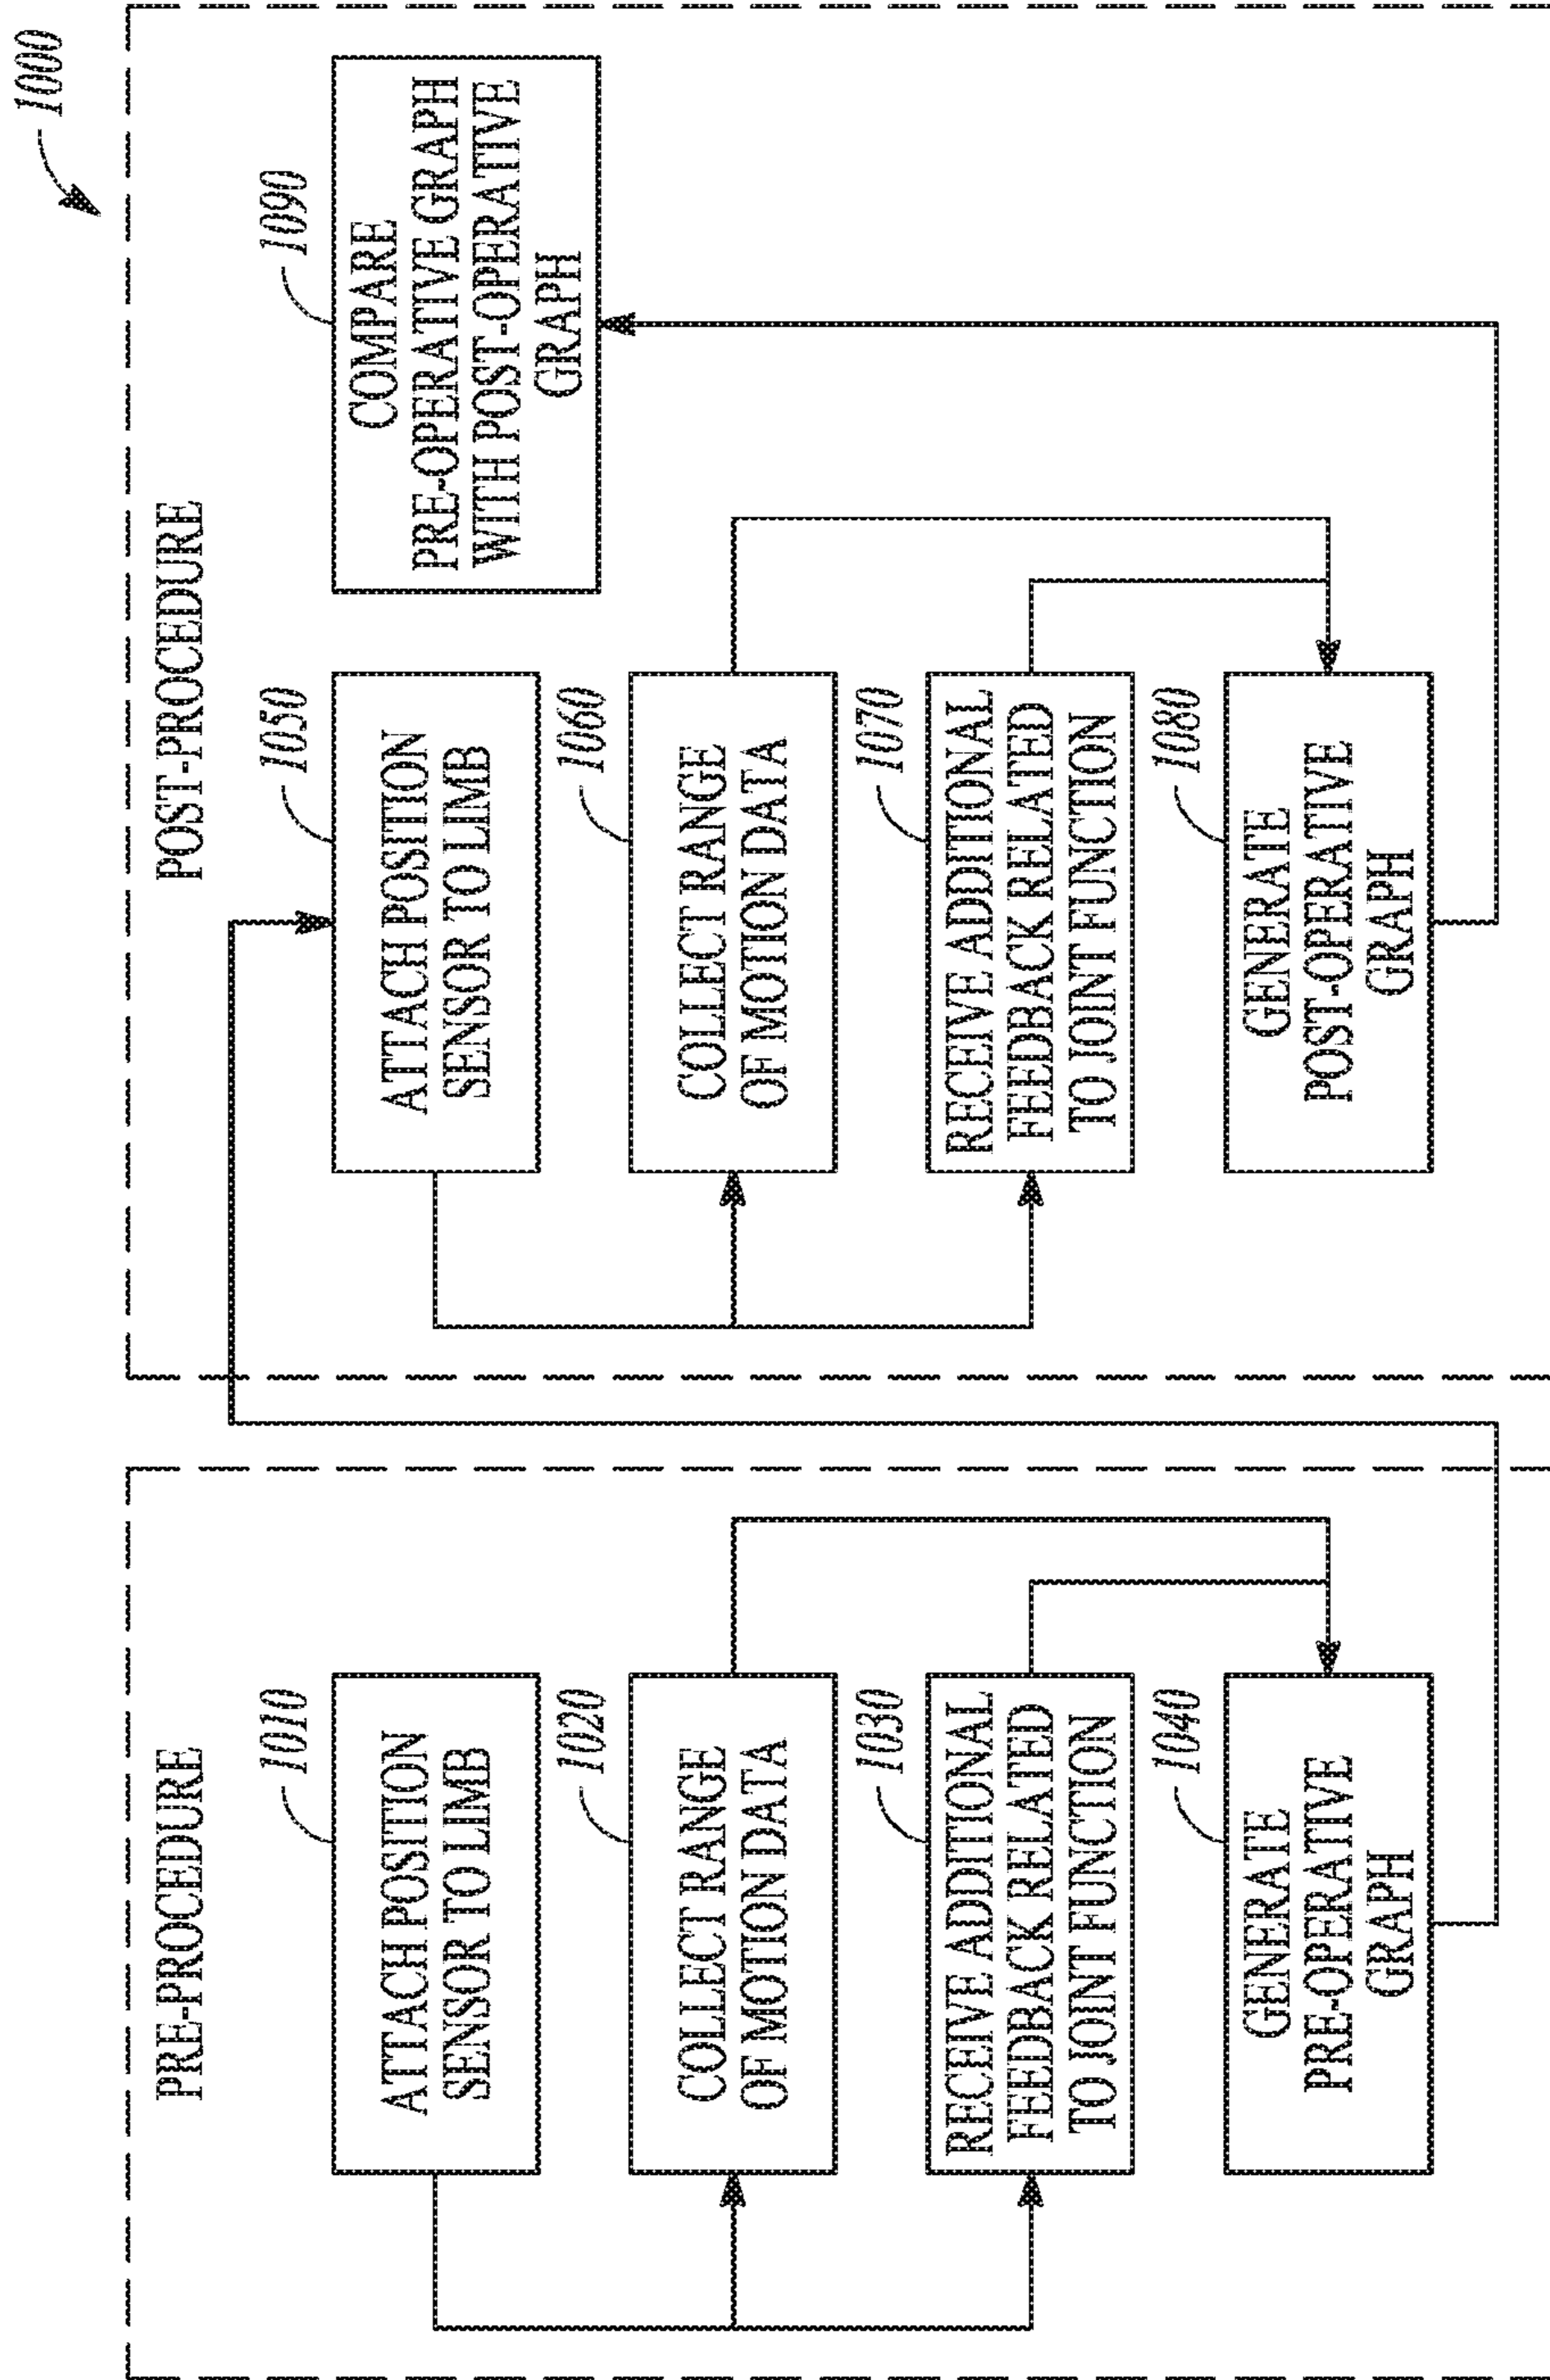 1000
PRE-PROCEDURE
1010
ATTACH POSITION
SENSOR TO LIMB
1020
COLLECT RANGE
OF MOTION DATA
1030
RECEIVE ADDITIONAL
FEEDBACK RELATED
TO JOINT FUNCTION
1040
GENERATE
PRE-OPERATIVE
GRAPH
POST-PROCEDURE
1050
ATTACH POSITION
SENSOR TO LIMB
1060
COLLECT RANGE
OF MOTION DATA
1070
RECEIVE ADDITIONAL
FEEDBACK RELATED
TO JOINT FUNCTION
1080
GENERATE
POST-OPERATIVE
GRAPH
1090
COMPARE
PRE-OPERATIVE GRAPH
WITH POST-OPERATIVE
GRAPH